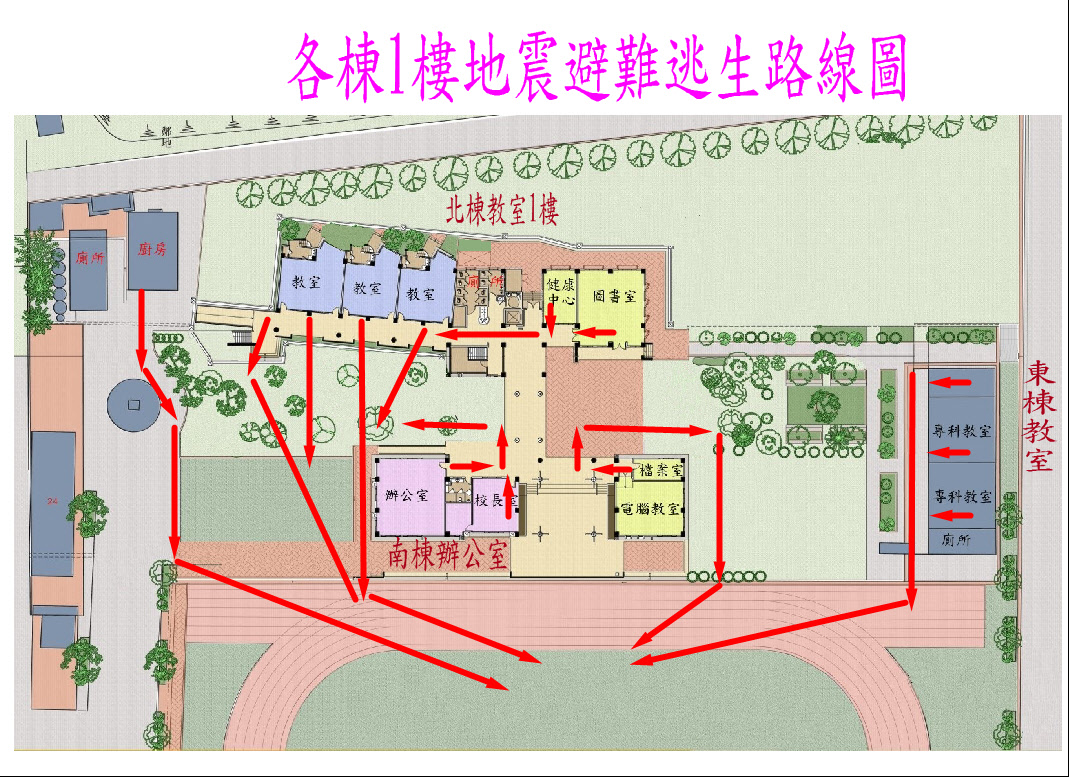 各棟1樓地震避難逃生路線圖
鄰地
北棟教室1樓
廁所
廚房
教室
教室
教室
廁所
健康
中心
圖書室
東棟教室
專科教室
專科教室
廁所
辦公室
校長室
檔案室
電腦教室
南棟辦公室
24